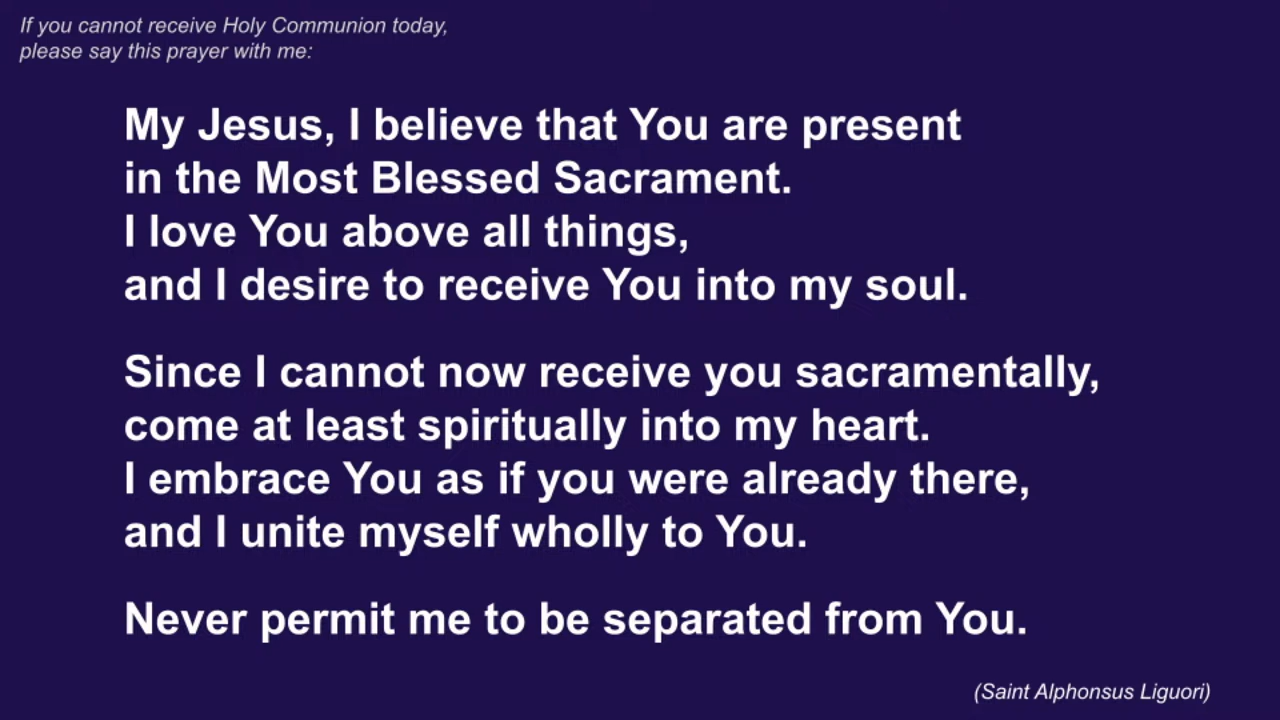 If you cannot receive Holy Communion today,
please say this prayer with me:
My Jesus, I believe that You are present
in the Most Blessed Sacrament.
I love You above all things,
and I desire to receive You into my soul.
Since I cannot now receive you sacramentally,
come at least spiritually into my heart.
I embrace You as if you were already there,
and I unite myself wholly to You.
Never permit me to be separated from You.
(Saint Alphonsus Liguori)